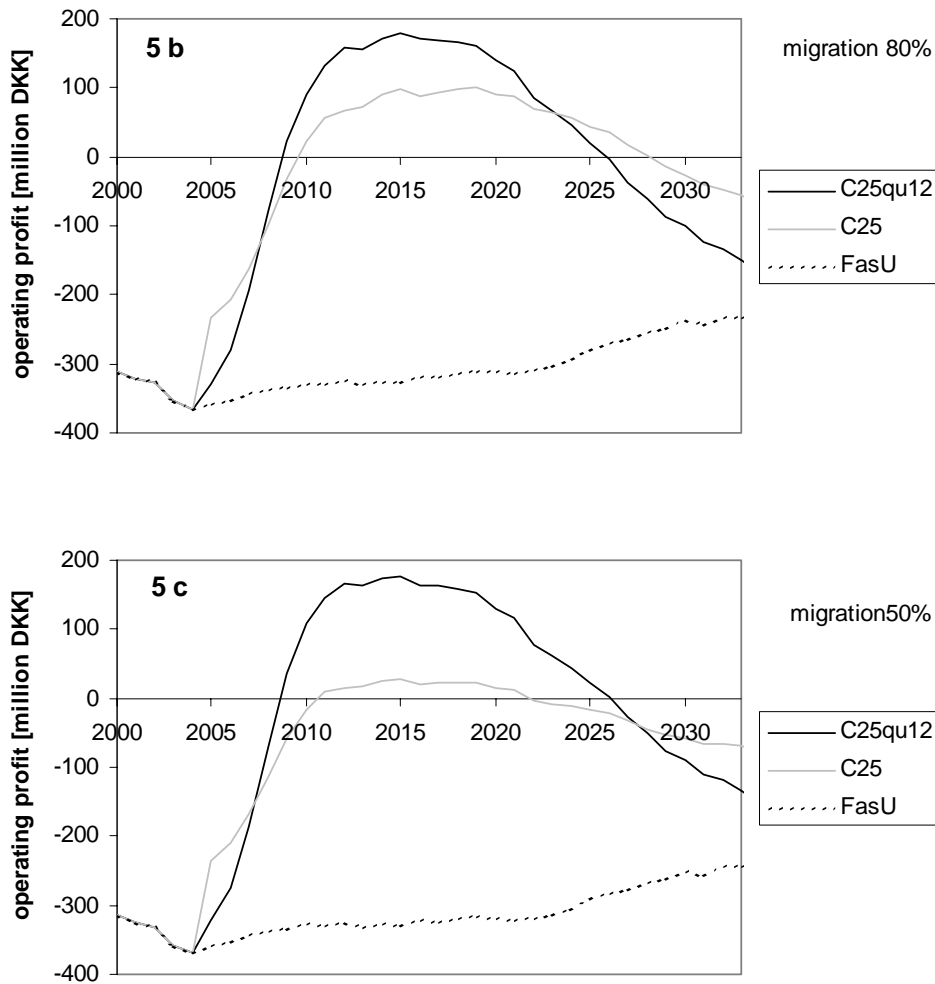 5 b
migration 80%
operating profit [million DKK]
200
100
0
-100
-200
-300
-400
2000 2005 2010 2015 2020 2025 2030
C25qu12
C25
FasU
5 c
migration50%
operating profit [million DKK]
200
100
0
-100
-200
-300
-400
2000 2005 2010 2015 2020 2025 2030
C25qu12
C25
FasU